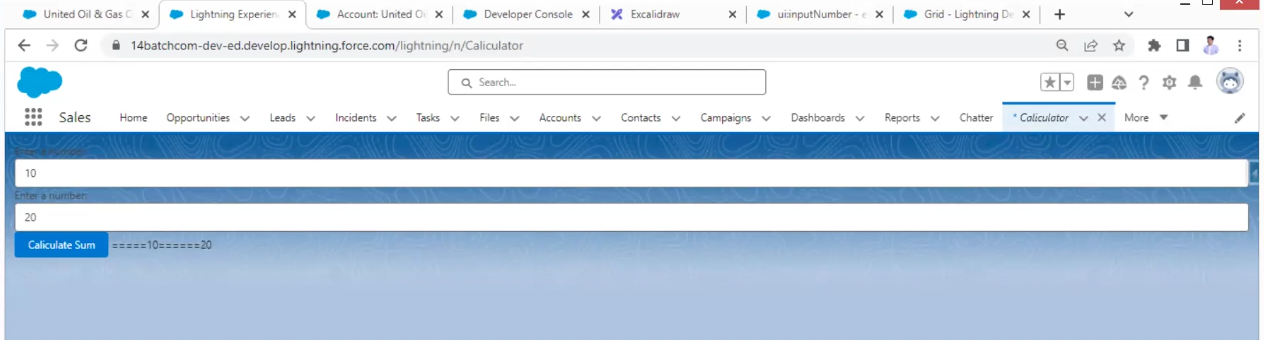 United Oil & Gas C
Lightning Experien
Account: United O
Developer Console
Excalidraw
ui:inputNumber - e
Grid - Lightning De
14batchcom-dev-ed.develop.lightning.force.com/lightning/n/Caliculator
Search...
Sales Home Opportunities Leads Incidents Tasks Files Accounts Contacts Campaigns Dashboards Reports Chatter * Caliculator More
10
Enter a number:
20
Calculate Sum =====10======20